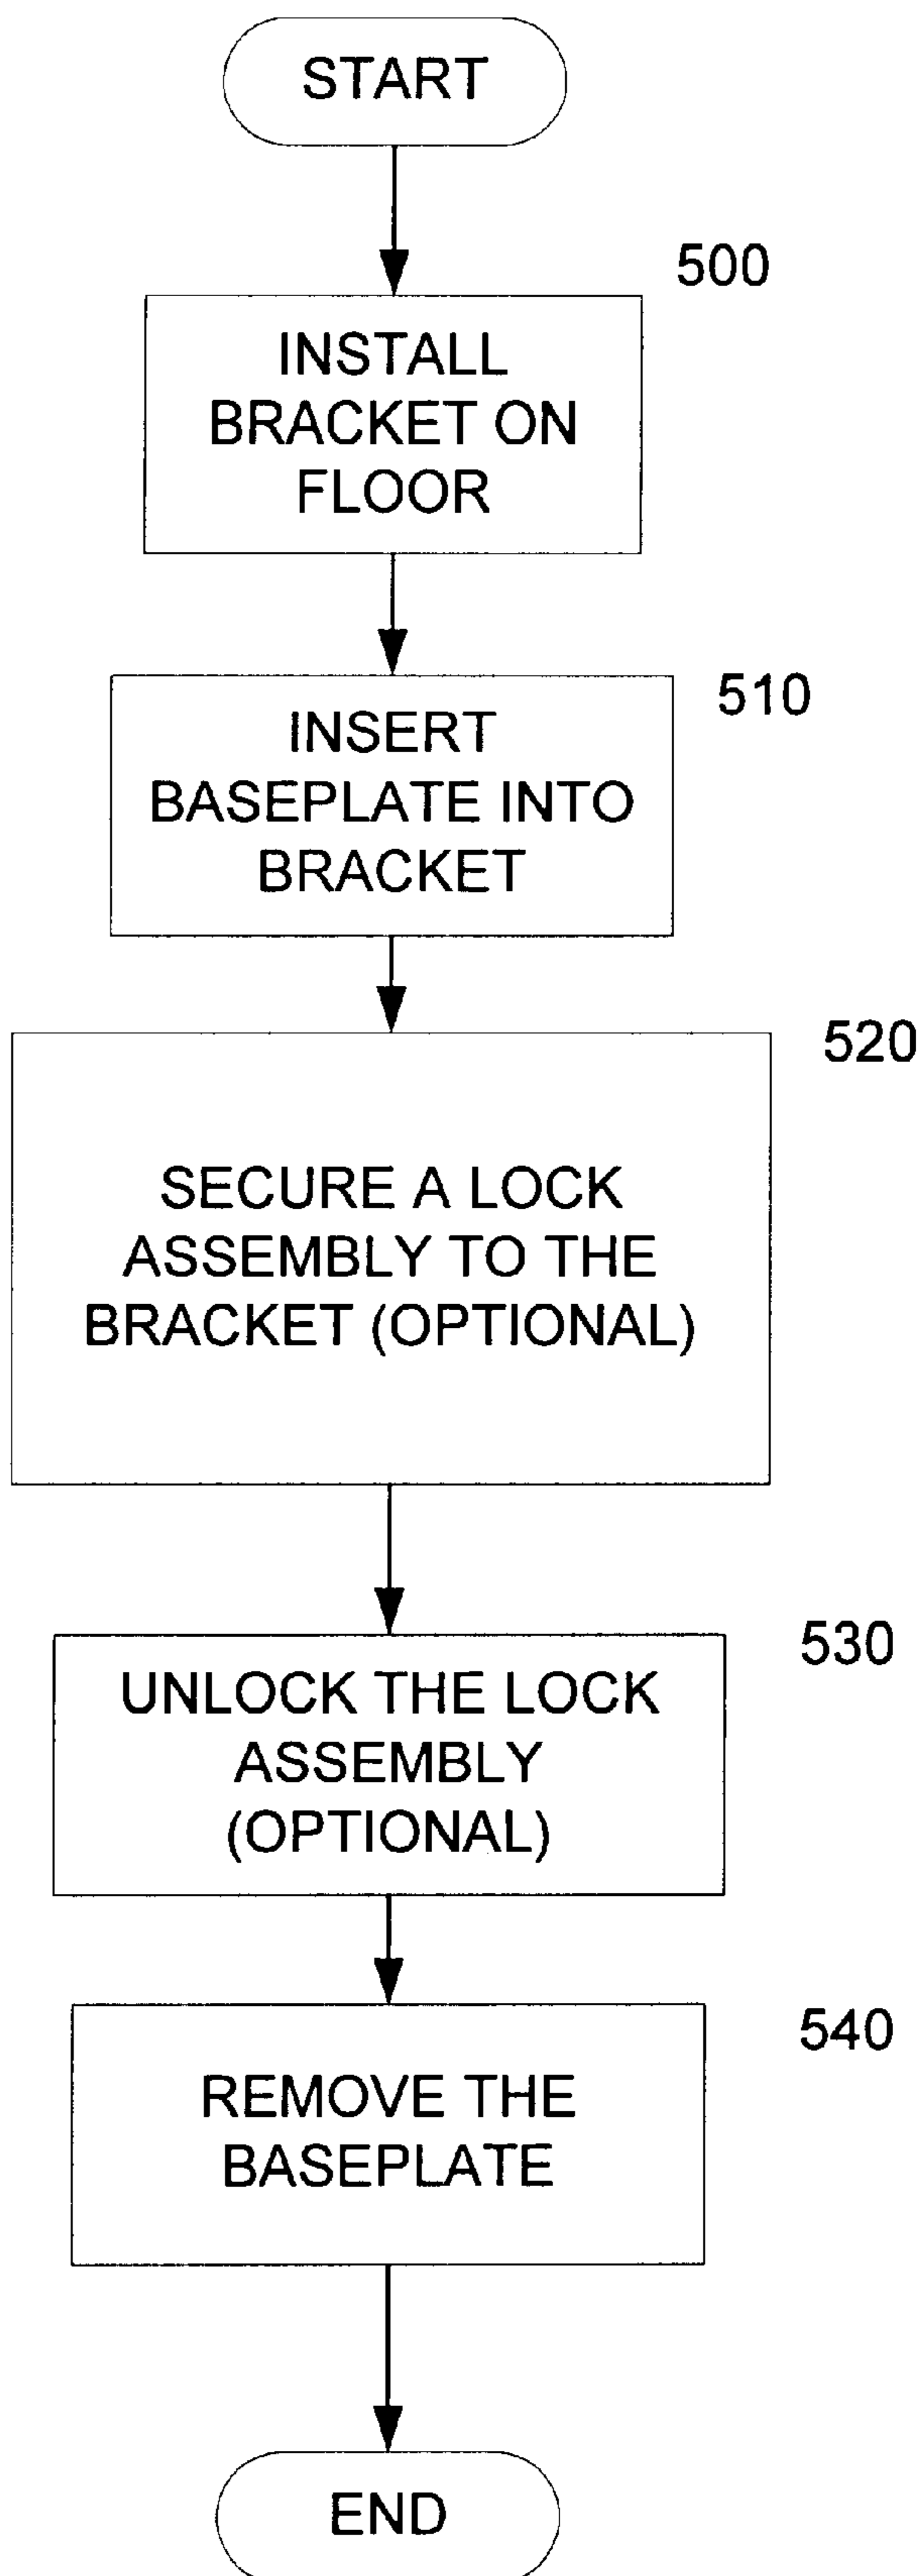 START
500
INSTALL
BRACKET ON
FLOOR
510
INSERT
BASEPLATE INTO
BRACKET
520
SECURE A LOCK
ASSEMBLY TO THE
BRACKET (OPTIONAL)
530
UNLOCK THE LOCK
ASSEMBLY
(OPTIONAL)
540
REMOVE THE
BASEPLATE
END